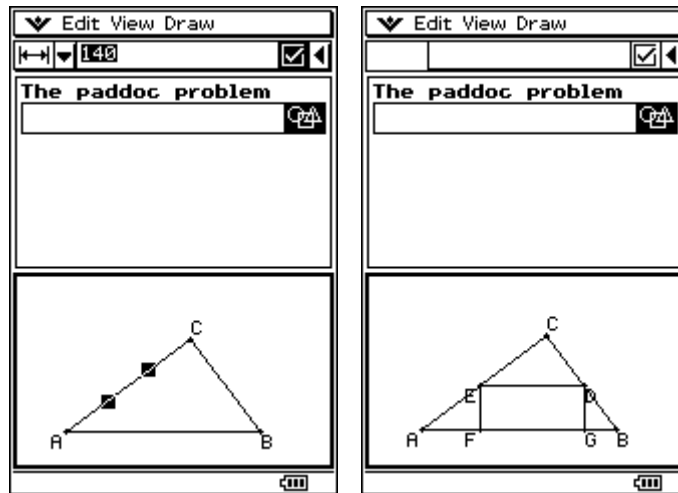 Edit View Draw
140
The paddoc problem
C
A
B
Edit View Draw
The paddoc problem
C
E
D
A
F
G
B